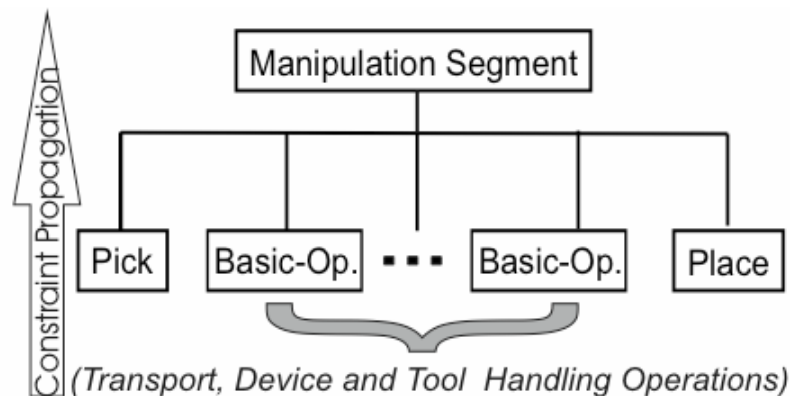 Manipulation Segment
Constraint Propagation
Pick
Basic-Op.
Basic-Op.
Place
(Transport, Device and Tool Handling Operations)